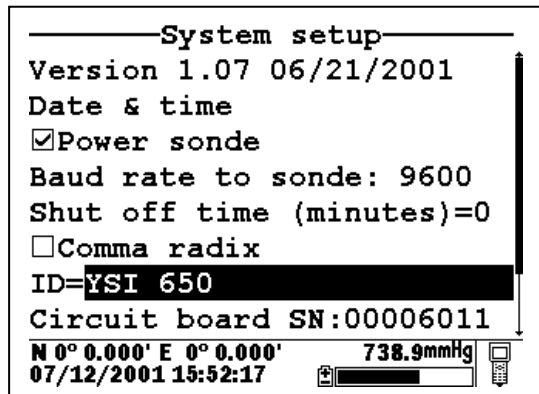 System setup
Version 1.07 06/21/2001
Date & time
☑Power sonde
Baud rate to sonde: 9600
Shut off time (minutes)=0
☐Comma radix
ID=YSI 650
Circuit board SN:00006011
N 0° 0.000' E 0° 0.000' 738.9mmHg
07/12/2001 15:52:17